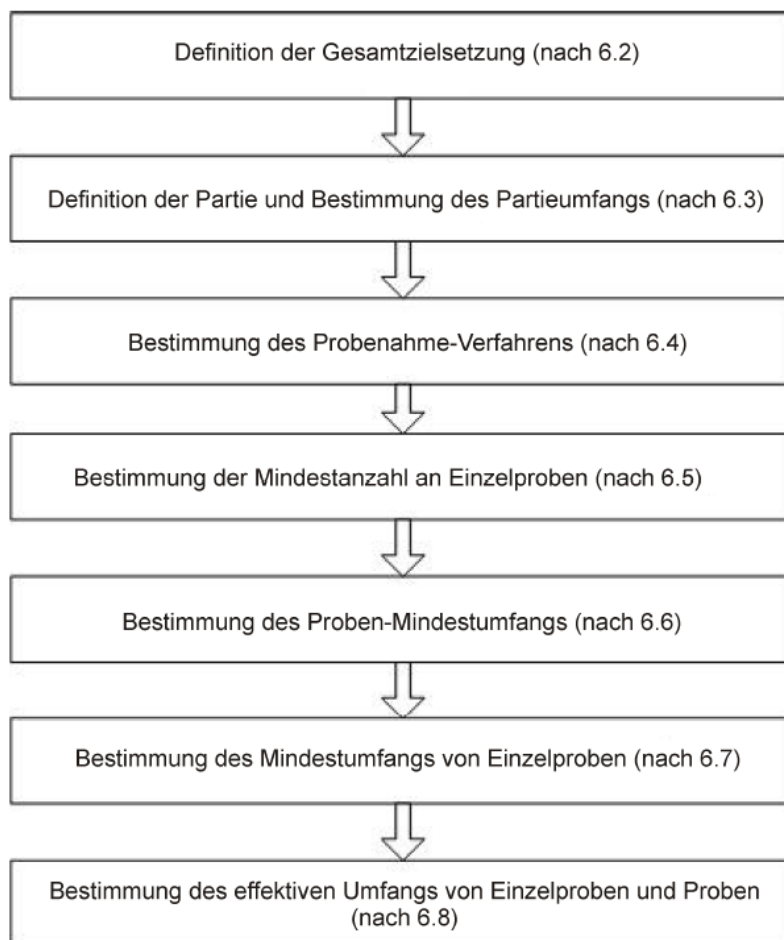 Definition der Gesamtzielsetzung (nach 6.2)
Definition der Partie und Bestimmung des Partieumfangs (nach 6.3)
Bestimmung des Probenahme-Verfahrens (nach 6.4)
Bestimmung der Mindestanzahl an Einzelproben (nach 6.5)
Bestimmung des Proben-Mindestumfangs (nach 6.6)
Bestimmung des Mindestumfangs von Einzelproben (nach 6.7)
Bestimmung des effektiven Umfangs von Einzelproben und Proben
(nach 6.8)